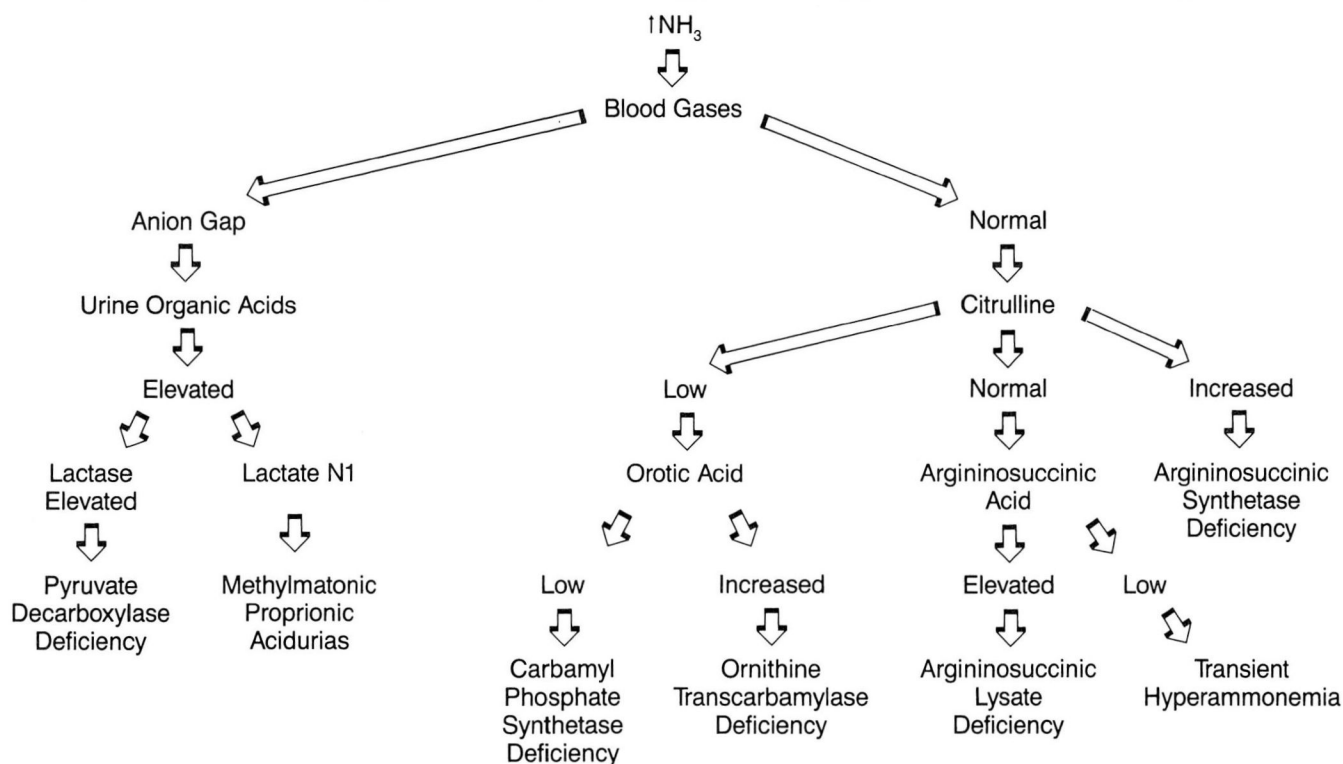 ↑NH₃
Blood Gases
Anion Gap
Normal
Urine Organic Acids
Citrulline
Elevated
Low
Normal
Increased
Lactase
Elevated
Lactate N1
Orotic Acid
Argininosuccinic
Acid
Argininosuccinic
Synthetase
Deficiency
Pyruvate
Decarboxylase
Deficiency
Methylmatonic
Proprionic
Acidurias
Low
Increased
Elevated
Low
Carbamyl
Phosphate
Synthetase
Deficiency
Ornithine
Transcarbamylase
Deficiency
Argininosuccinic
Lysate
Deficiency
Transient
Hyperammonemia